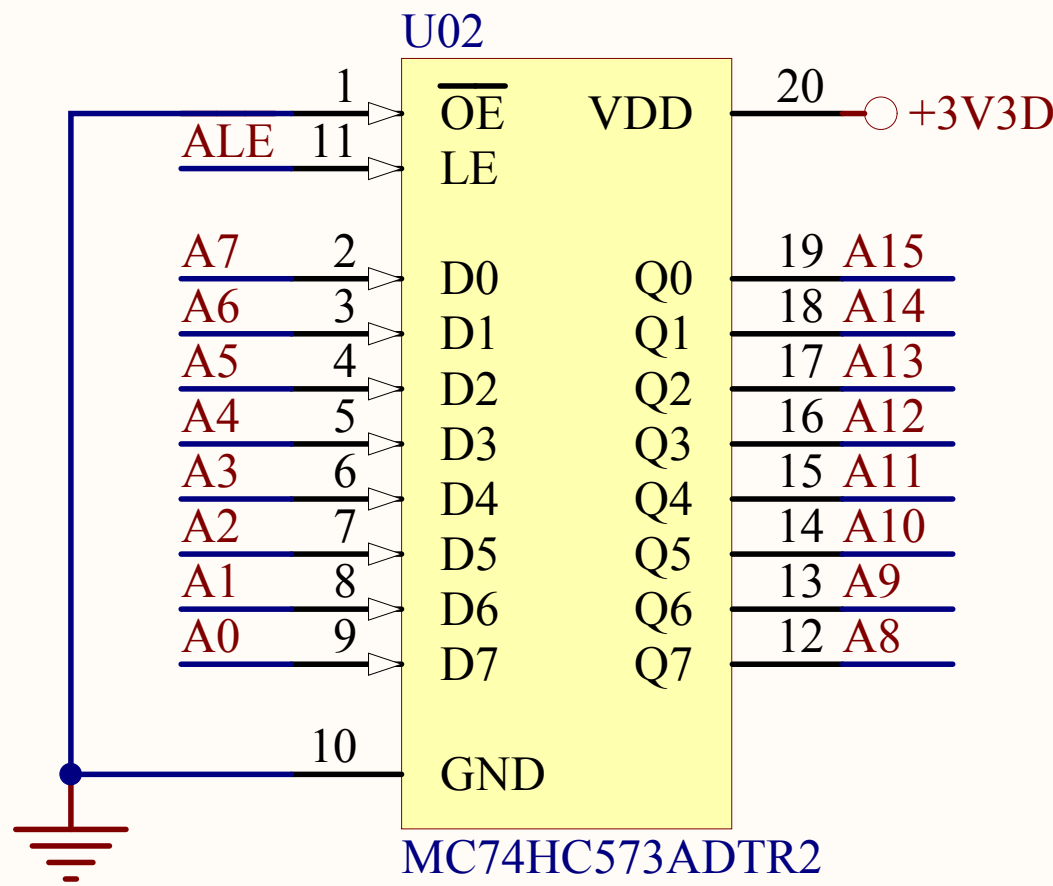 U02
1 OE VDD 20 +3V3D
ALE 11 LE
A7 2 D0 Q0 19 A15
A6 3 D1 Q1 18 A14
A5 4 D2 Q2 17 A13
A4 5 D3 Q3 16 A12
A3 6 D4 Q4 15 A11
A2 7 D5 Q5 14 A10
A1 8 D6 Q6 13 A9
A0 9 D7 Q7 12 A8
10 GND
MC74HC573ADTR2